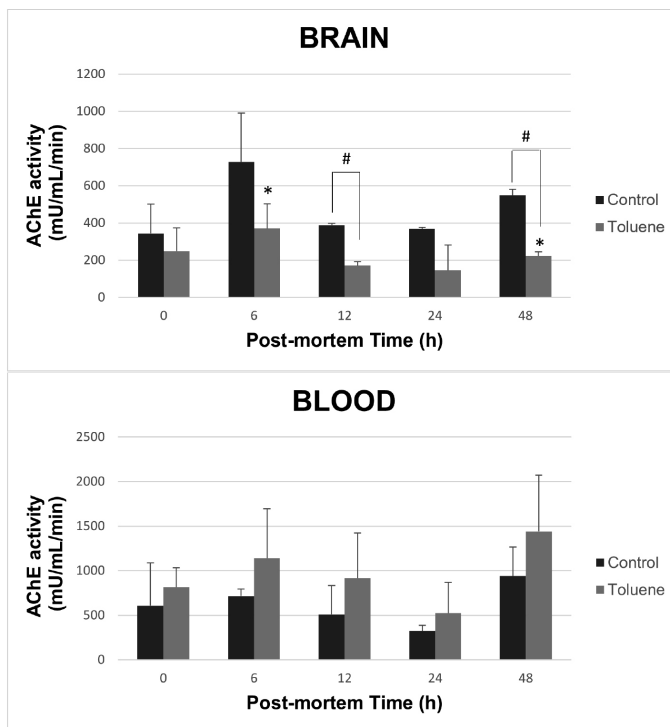 BRAIN
AChE activity
(mU/mL/min)
1200
1000
800
600
400
200
0
#
*
#
*
Control
Toluene
0 6 12 24 48
Post-mortem Time (h)
BLOOD
AChE activity
(mU/mL/min)
2500
2000
1500
1000
500
0
Control
Toluene
0 6 12 24 48
Post-mortem Time (h)